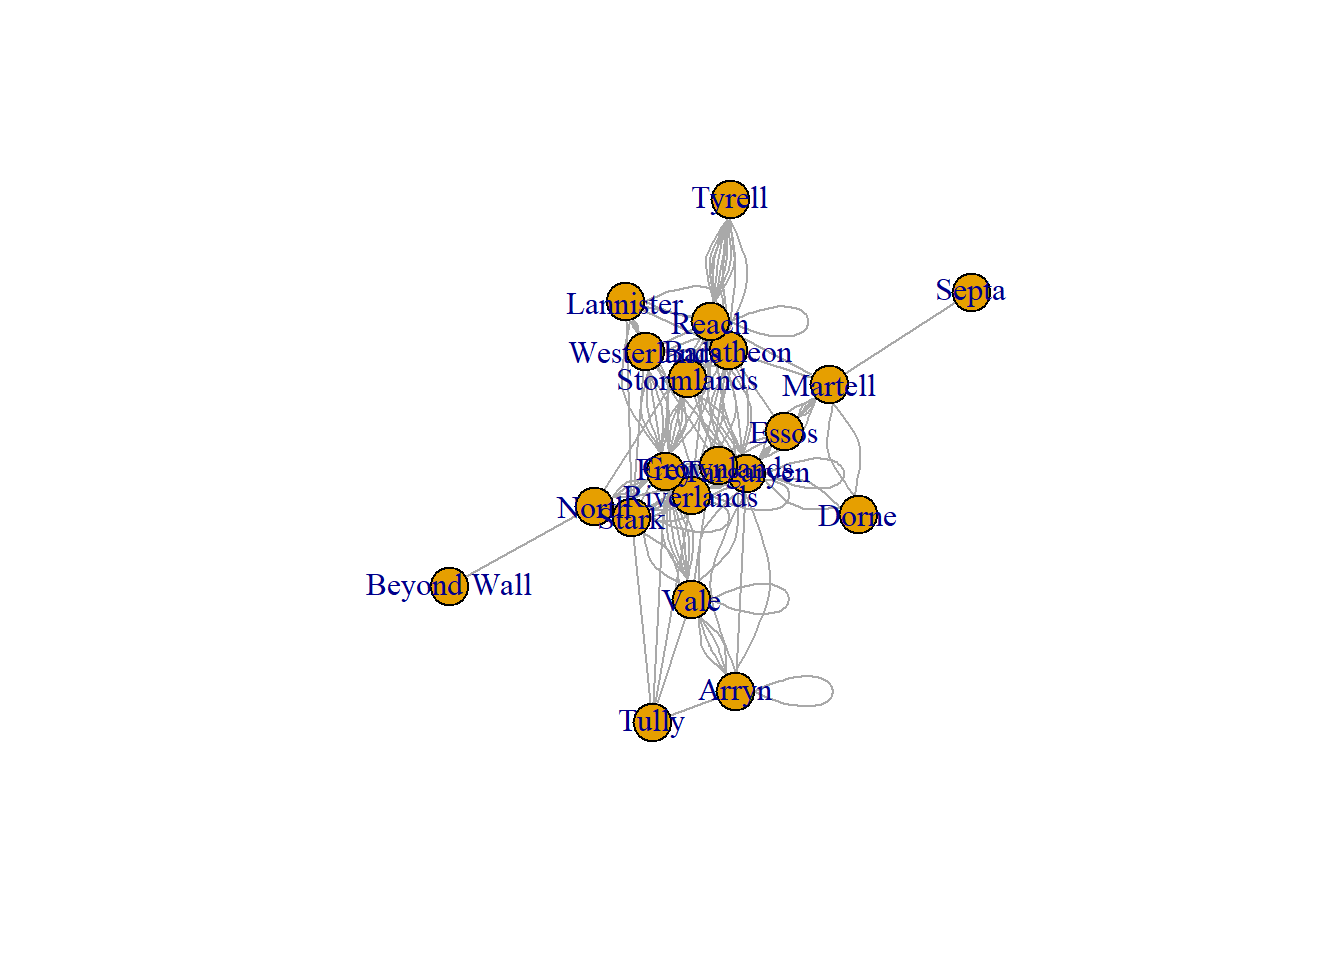 Tyrell
Septa
Lannister
Reach
Westerlands
Baratheon
Stormlands
Martell
Essos
Crownlands
Targaryen
Riverlands
North
Stark
Dorne
Beyond Wall
Vale
Arryn
Tully